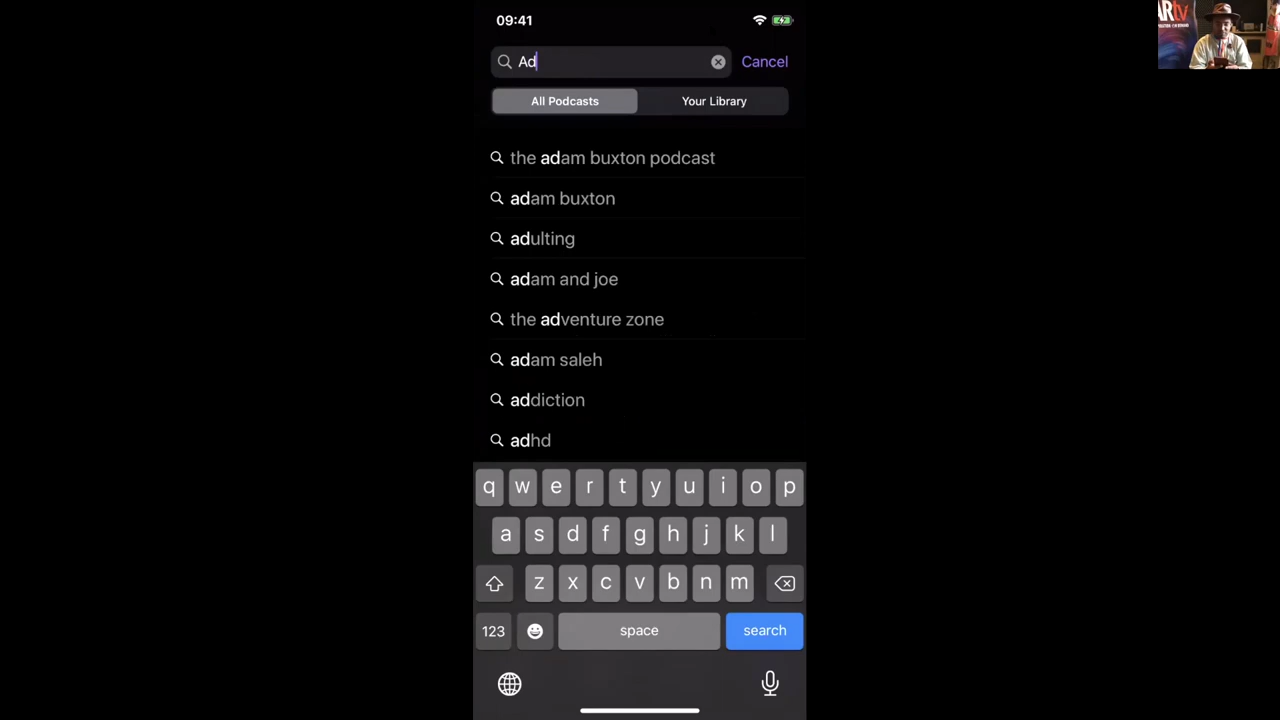 09:41
Ad
Cancel
All Podcasts
Your Library
the adam buxton podcast
adam buxton
adulting
adam and joe
the adventure zone
adam saleh
addiction
adhd
q w e r t y u i o p
a s d f g h j k l
z x c v b n m
123
space
search
ARtv